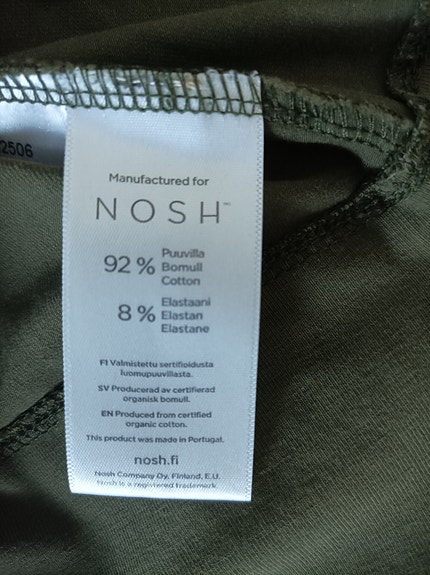 2506
Manufactured for
NOSH™
92 % Puuvilla
Bomull
Cotton
8 % Elastaani
Elastan
Elastane
FI Valmistettu sertifioidusta
luomupuuvillasta.
SV Producerad av certifierad
organisk bomull.
EN Produced from certified
organic cotton.
This product was made in Portugal.
nosh.fi
Nosh Company Oy, Finland, E.U.
Nosh is a registered trademark.